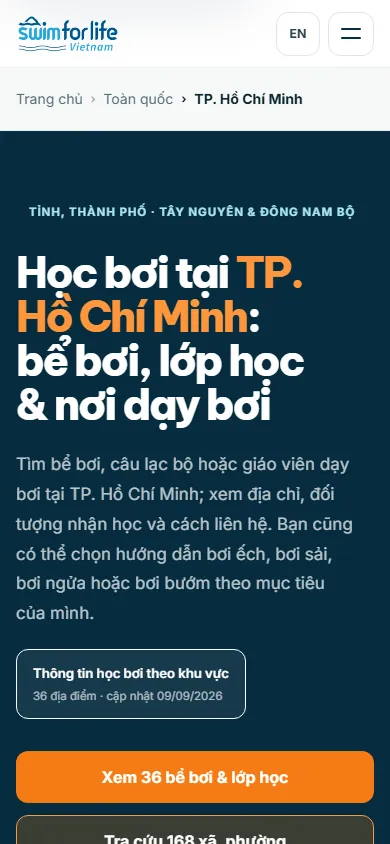 swimforlife
Vietnam
EN
Trang chủ › Toàn quốc › TP. Hồ Chí Minh
TỈNH, THÀNH PHỐ · TÂY NGUYÊN & ĐÔNG NAM BỘ
Học bơi tại TP.
Hồ Chí Minh:
bể bơi, lớp học
& nơi dạy bơi
Tìm bể bơi, câu lạc bộ hoặc giáo viên dạy
bơi tại TP. Hồ Chí Minh; xem địa chỉ, đối
tượng nhận học và cách liên hệ. Bạn cũng
có thể chọn hướng dẫn bơi ếch, bơi sải,
bơi ngửa hoặc bơi bướm theo mục tiêu
của mình.
Thông tin học bơi theo khu vực
36 địa điểm · cập nhật 09/09/2026
Xem 36 bể bơi & lớp học
Tra cứu 168 xã, phường